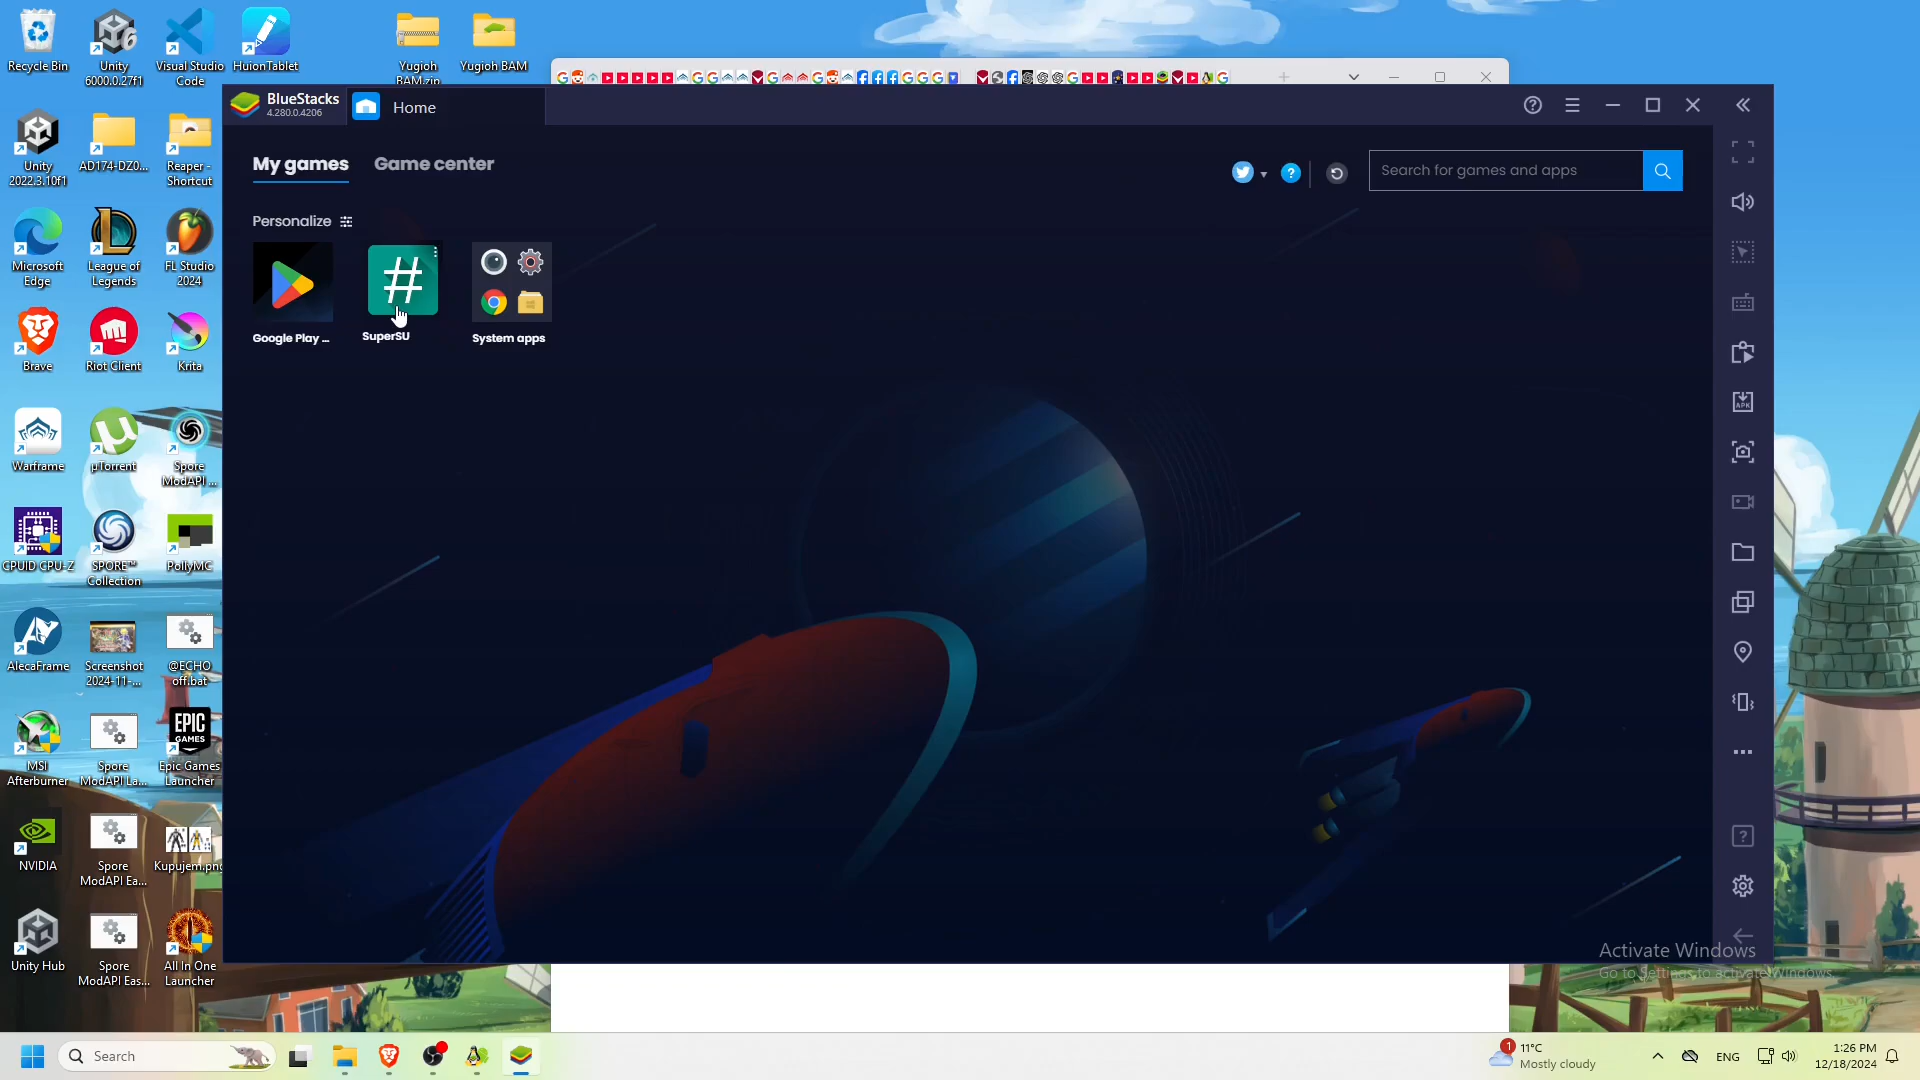 Recycle Bin
Unity
6000.0.27f1
Visual Studio
Code
HuionTablet
Yugioh
BAM.zip
Yugioh BAM
Unity
2022.3.10f1
AD174-DZ0...
Reaper -
Shortcut
Microsoft
Edge
League of
Legends
FL Studio
2024
Brave
Riot Client
Krita
Warframe
µTorrent
Spore
ModAPI ...
CPUID CPU-Z
SPORE™
Collection
PollyMC
AlecaFrame
Screenshot
2024-11-...
@ECHO
off.bat
MSI
Afterburner
Spore
ModAPI La...
EPIC
GAMES
Epic Games
Launcher
NVIDIA
Spore
ModAPI Ea...
Kupujem.png
Unity Hub
Spore
ModAPI Eas...
All In One
Launcher
BlueStacks
4.280.0.4206
Home
My games
Game center
Search for games and apps
Personalize
Google Play ...
SuperSU
System apps
APK
Activate Windows
Go to Settings to activate Windows.
Search
1
11°C
Mostly cloudy
ENG
1:26 PM
12/18/2024